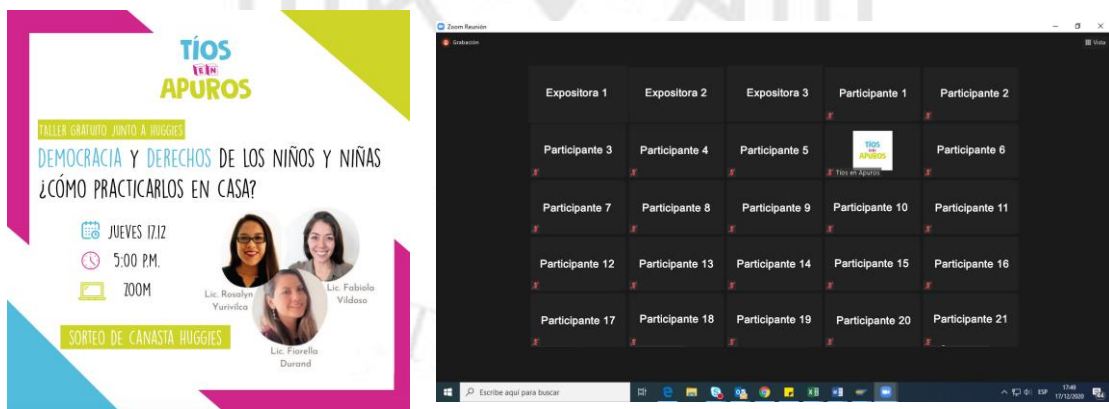 TÍOS
EN
APUROS
TALLER GRATUITO JUNTO A HUGGIES
DEMOCRACIA Y DERECHOS DE LOS NIÑOS Y NIÑAS
¿CÓMO PRACTICARLOS EN CASA?
JUEVES 17.12
5:00 P.M.
ZOOM
Lic. Rosalyn
Yurivilca
Lic. Fabiola
Vildoso
Lic. Fiorella
Durand
SORTEO DE CANASTA HUGGIES
Zoom Reunión
Grabación
Vista
Expositora 1 Expositora 2 Expositora 3 Participante 1 Participante 2
Participante 3 Participante 4 Participante 5 TÍOS EN APUROS Participante 6
Tíos en Apuros
Participante 7 Participante 8 Participante 9 Participante 10 Participante 11
Participante 12 Participante 13 Participante 14 Participante 15 Participante 16
Participante 17 Participante 18 Participante 19 Participante 20 Participante 21
Escribe aquí para buscar
ESP
17:48
17/12/2020